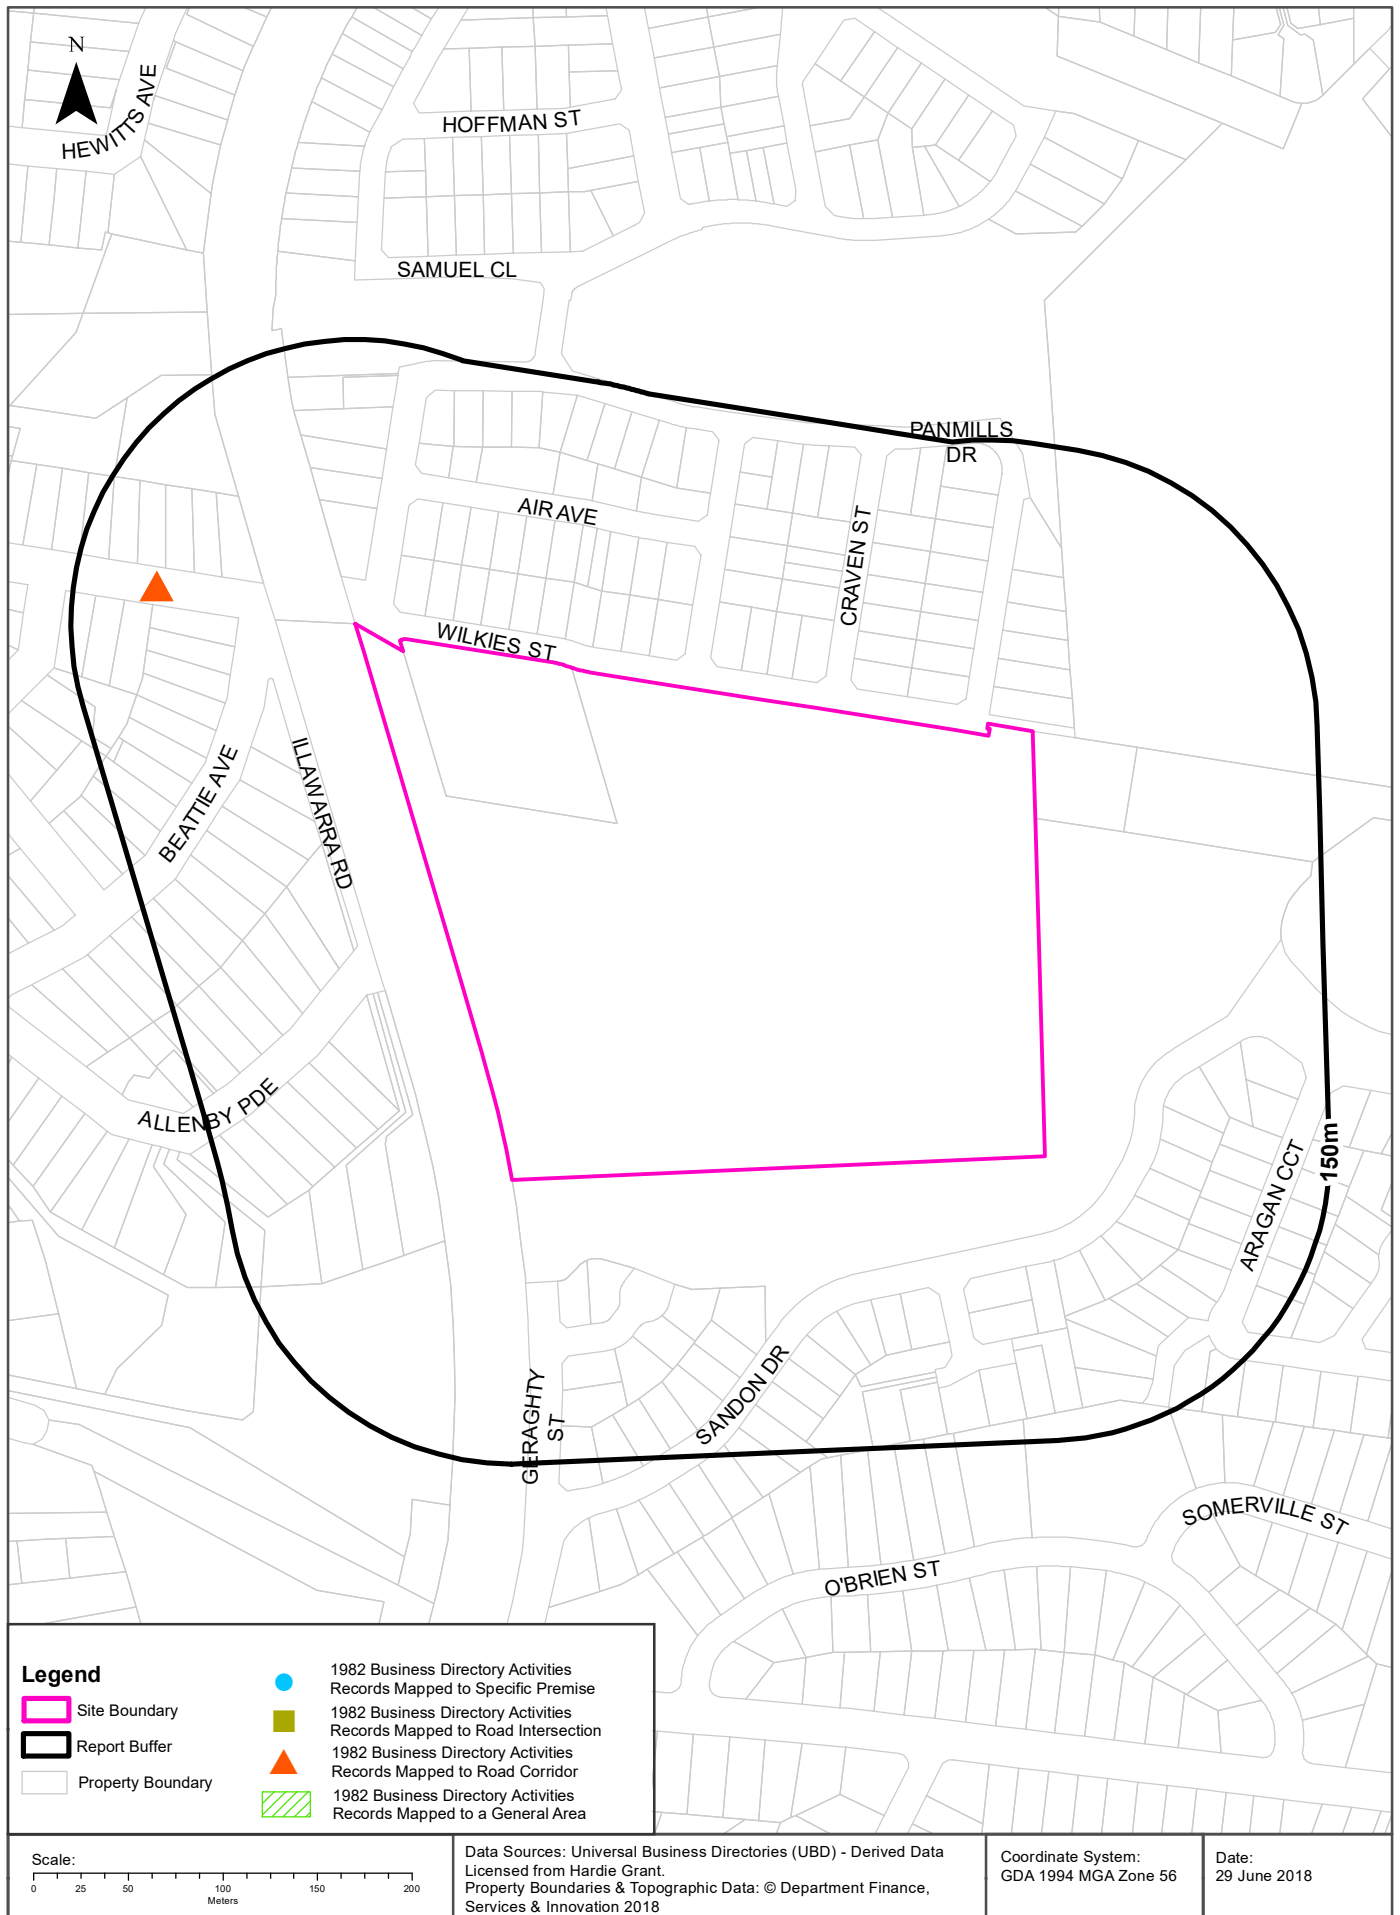 N
HEWITTS AVE
HOFFMAN ST
SAMUEL CL
PANMILLS
DR
AIR AVE
CRAVEN ST
WILKIES ST
ILLAWARRA RD
BEATTIE AVE
ALLENBY PDE
150m
ARAGAN CCT
SANDON DR
GERAGHTY
ST
SOMERVILLE ST
O'BRIEN ST
Legend
Site Boundary
Report Buffer
Property Boundary
1982 Business Directory Activities
Records Mapped to Specific Premise
1982 Business Directory Activities
Records Mapped to Road Intersection
1982 Business Directory Activities
Records Mapped to Road Corridor
1982 Business Directory Activities
Records Mapped to a General Area
Scale:
0 25 50 100 150 200
Meters
Data Sources: Universal Business Directories (UBD) - Derived Data
Licensed from Hardie Grant.
Property Boundaries & Topographic Data: © Department Finance,
Services & Innovation 2018
Coordinate System:
GDA 1994 MGA Zone 56
Date:
29 June 2018